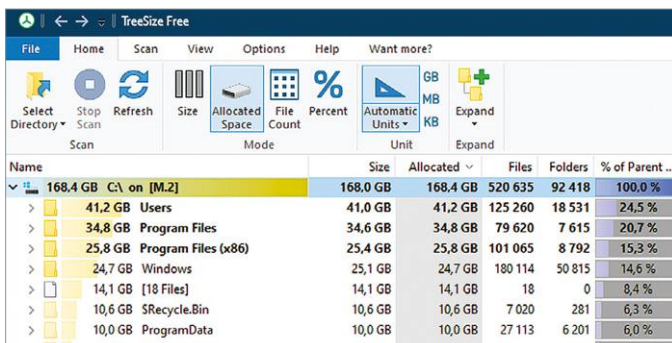 TreeSize Free
File Home Scan View Options Help Want more?
Select Directory Stop Scan Refresh Size Allocated Space File Count Percent Automatic Units GB MB KB Expand
Scan Mode Unit Expand
Name Size Allocated Files Folders % of Parent ...
168,4 GB C:\ on [M.2] 168,0 GB 168,4 GB 520 635 92 418 100,0 %
41,2 GB Users 41,0 GB 41,2 GB 125 260 18 531 24,5 %
34,8 GB Program Files 34,6 GB 34,8 GB 79 620 7 615 20,7 %
25,8 GB Program Files (x86) 25,4 GB 25,8 GB 101 065 8 792 15,3 %
24,7 GB Windows 25,1 GB 24,7 GB 180 114 50 815 14,6 %
14,1 GB [18 Files] 14,1 GB 14,1 GB 18 0 8,4 %
10,6 GB $Recycle.Bin 10,6 GB 10,6 GB 7 020 281 6,3 %
10,0 GB ProgramData 10,0 GB 10,0 GB 27 113 6 201 6,0 %